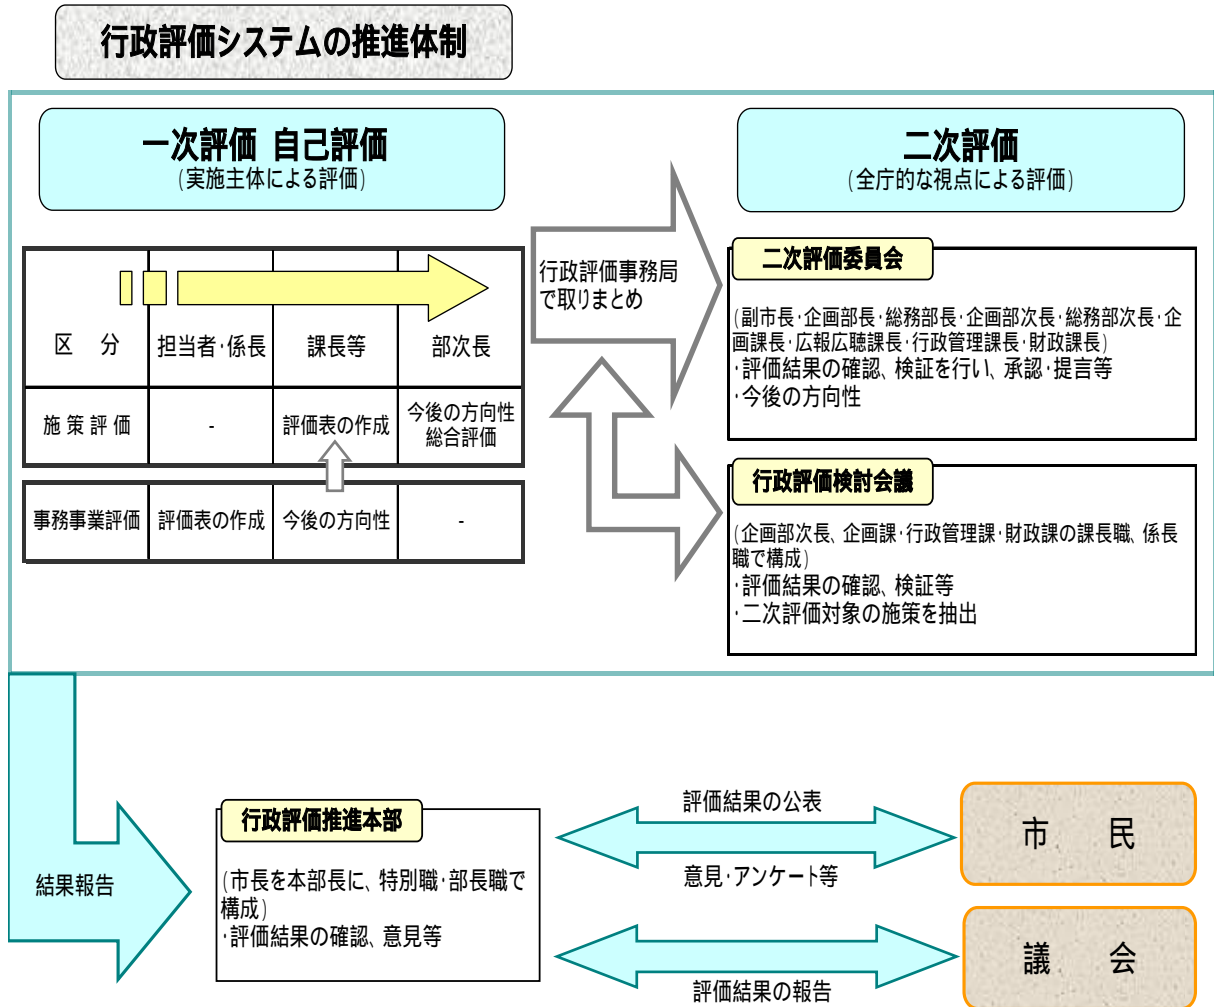 行政評価システムの推進体制
一次評価 自己評価
(実施主体による評価)
区 分
担当者・係長
課長等
部次長
施策評価
-
評価表の作成
今後の方向性
総合評価
事務事業評価
評価表の作成
今後の方向性
-
行政評価事務局
で取りまとめ
二次評価
(全庁的な視点による評価)
二次評価委員会
(副市長・企画部長・総務部長・企画部次長・総務部次長・企
画課長・広報広聴課長・行政管理課長・財政課長)
・評価結果の確認、検証を行い、承認・提言等
・今後の方向性
行政評価検討会議
(企画部次長、企画課・行政管理課・財政課の課長職、係長
職で構成)
・評価結果の確認、検証等
・二次評価対象の施策を抽出
結果報告
行政評価推進本部
(市長を本部長に、特別職・部長職で
構成)
・評価結果の確認、意見等
評価結果の公表
意見・アンケート等
市 民
評価結果の報告
議 会